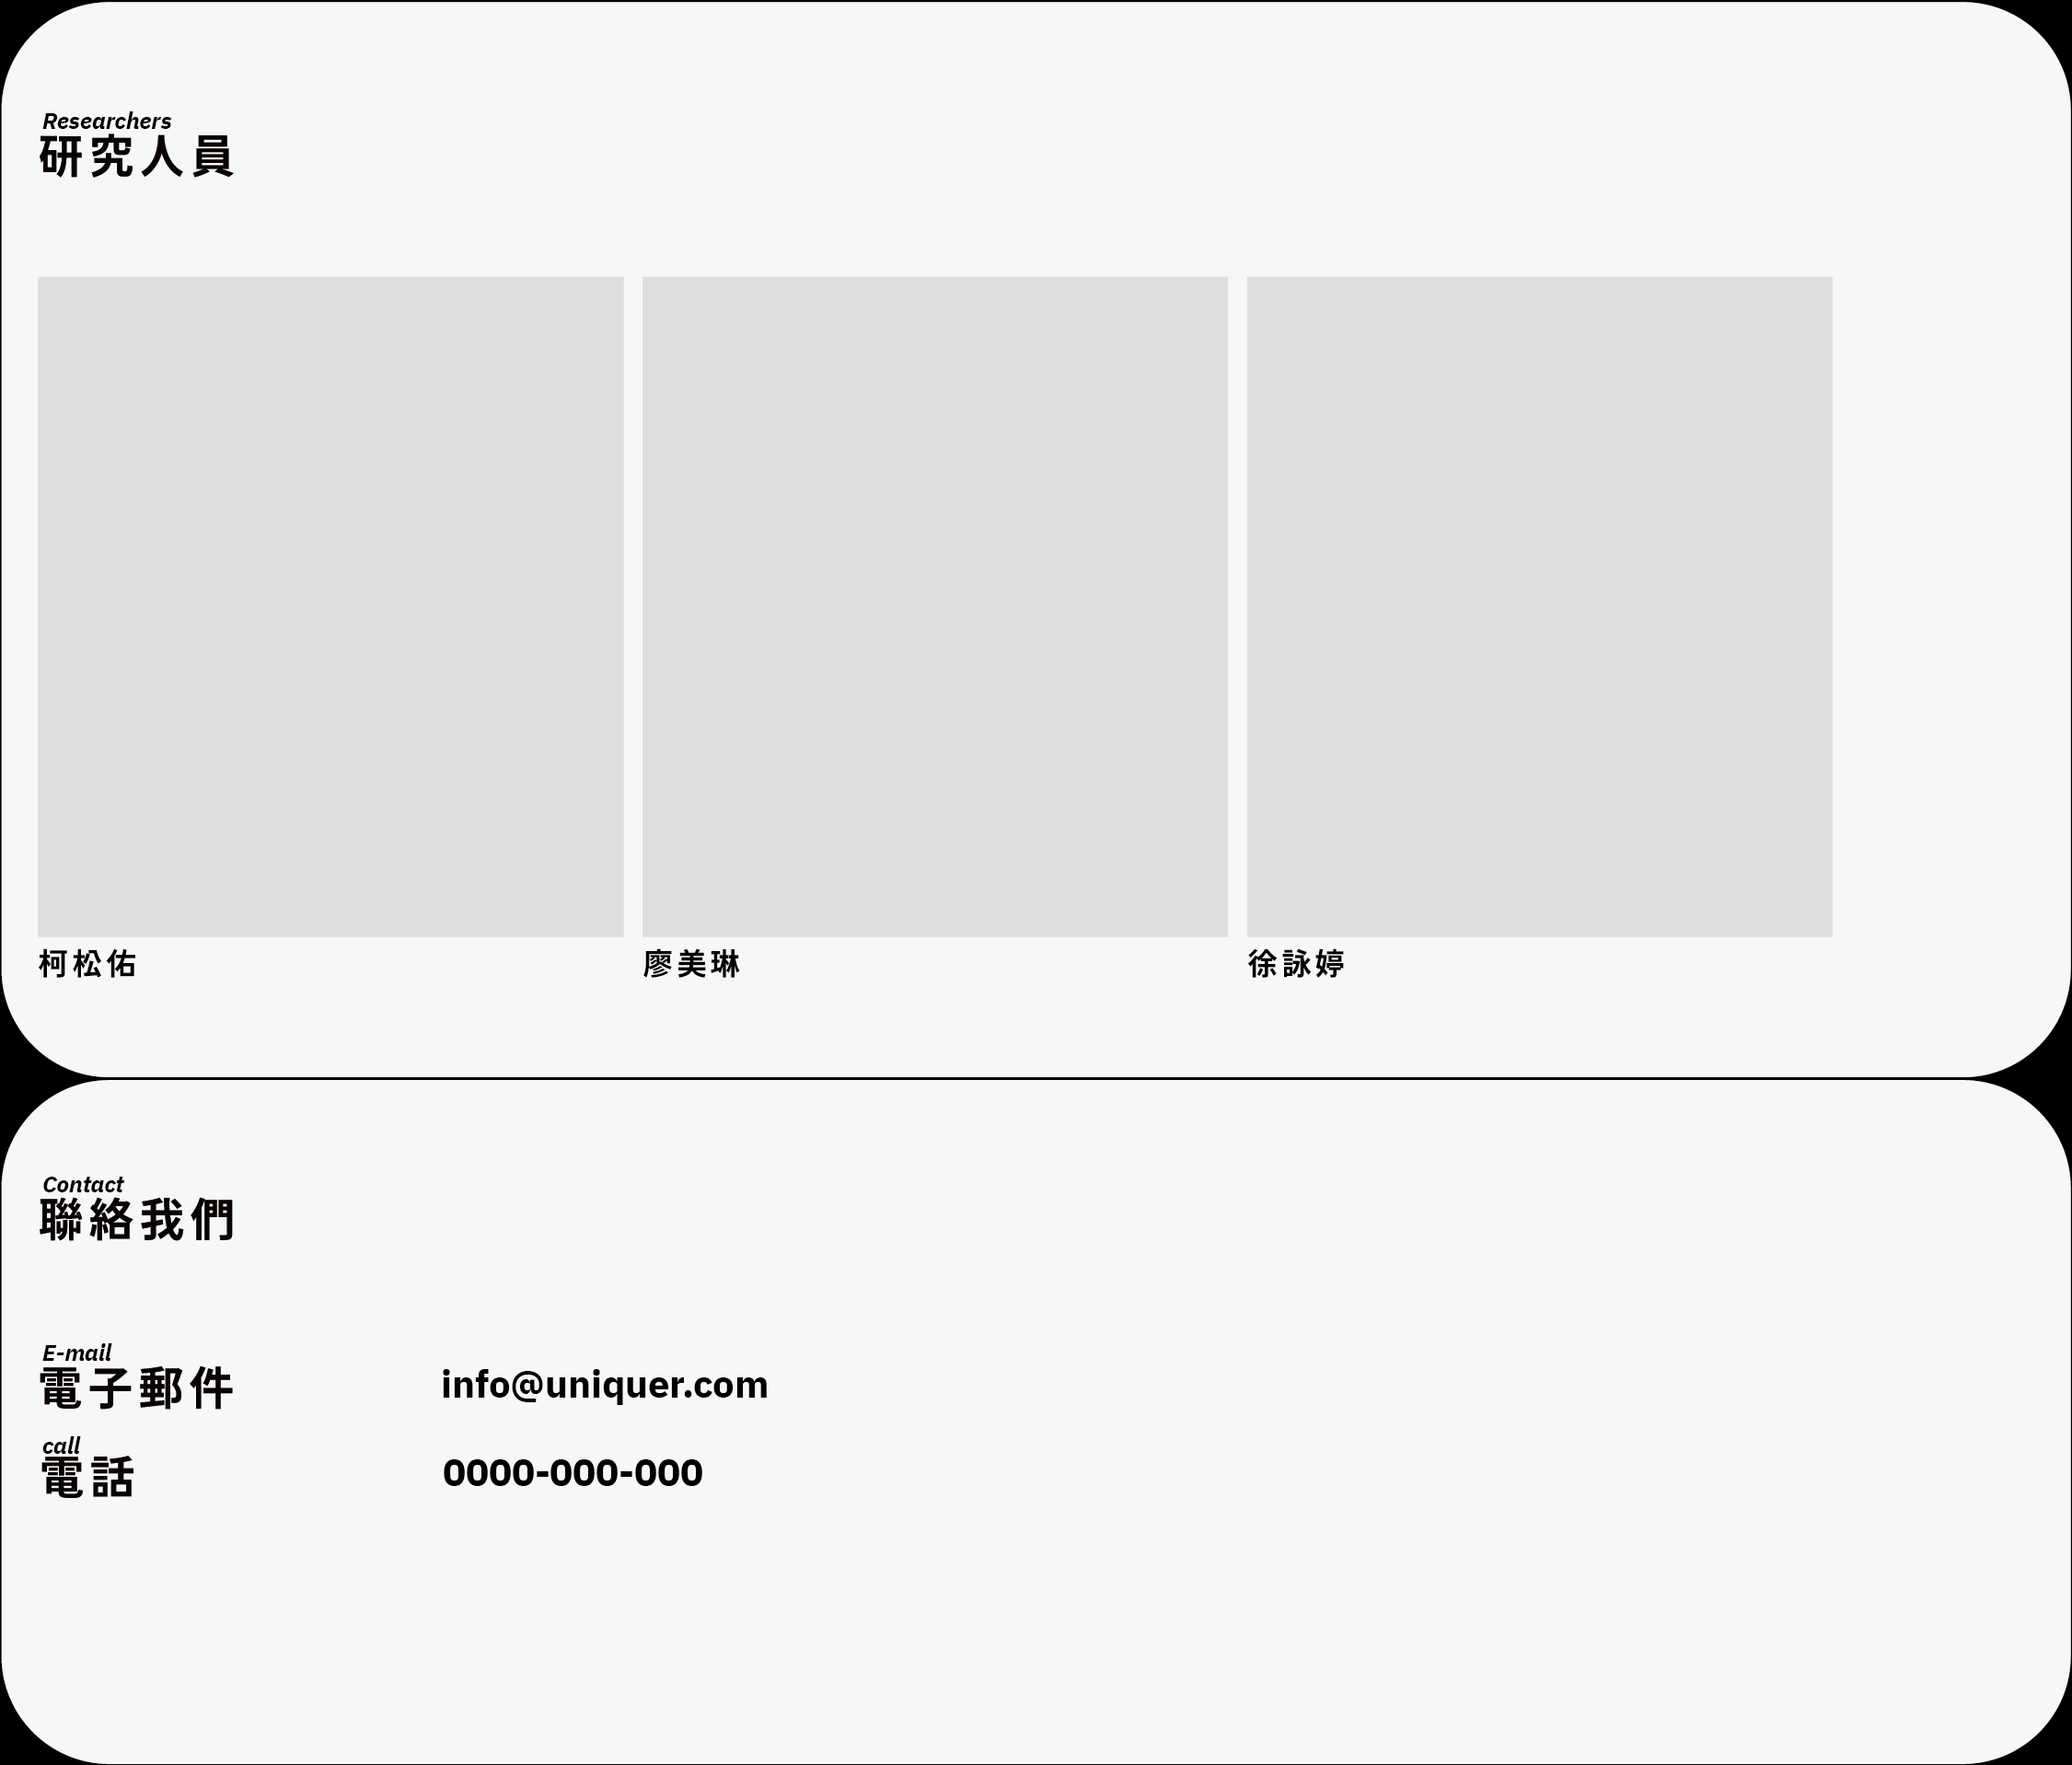 Researchers
研究人員
柯松佑
廖美琳
徐詠婷
Contact
聯絡我們
E-mail
電子郵件
info@uniquer.com
call
電話
0000-000-000